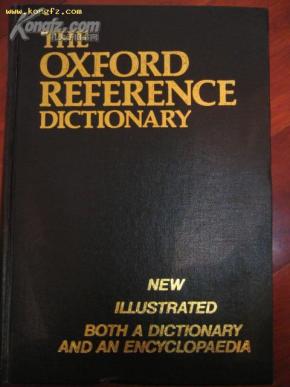 www.kongfz.com
THE
OXFORD
REFERENCE
DICTIONARY
NEW
ILLUSTRATED
BOTH A DICTIONARY
AND AN ENCYCLOPAEDIA